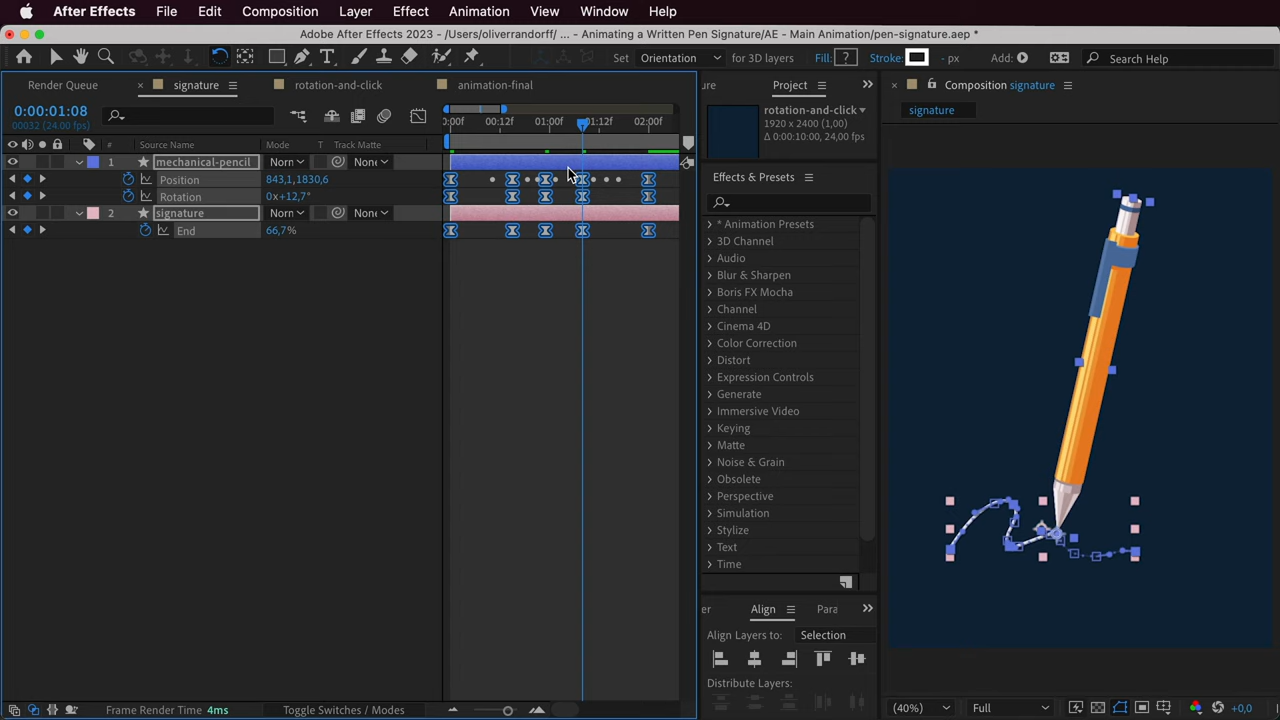 After Effects File Edit Composition Layer Effect Animation View Window Help
Adobe After Effects 2023 - /Users/oliverrandorff/ ... - Animating a Written Pen Signature/AE - Main Animation/pen-signature.aep *
Set Orientation for 3D layers Fill: ? Stroke: - px Add: Search Help
Render Queue × signature rotation-and-click animation-final
0:00:01:08
00032 (24.00 fps)
:00f 00:12f 01:00f 01:12f 02:00f
# Source Name Mode T Track Matte
1 mechanical-pencil Norn None
Position 843,1,1830,6
Rotation 0x+12,7°
2 signature Norn None
End 66,7%
Frame Render Time 4ms Toggle Switches / Modes
ure Project
rotation-and-click
1920 x 2400 (1,00)
Δ 0:00:10:00, 24,00 fps
Effects & Presets
* Animation Presets
3D Channel
Audio
Blur & Sharpen
Boris FX Mocha
Channel
Cinema 4D
Color Correction
Distort
Expression Controls
Generate
Immersive Video
Keying
Matte
Noise & Grain
Obsolete
Perspective
Simulation
Stylize
Text
Time
er Align Para
Align Layers to: Selection
Distribute Layers:
× Composition signature
signature
(40%) Full +0,0